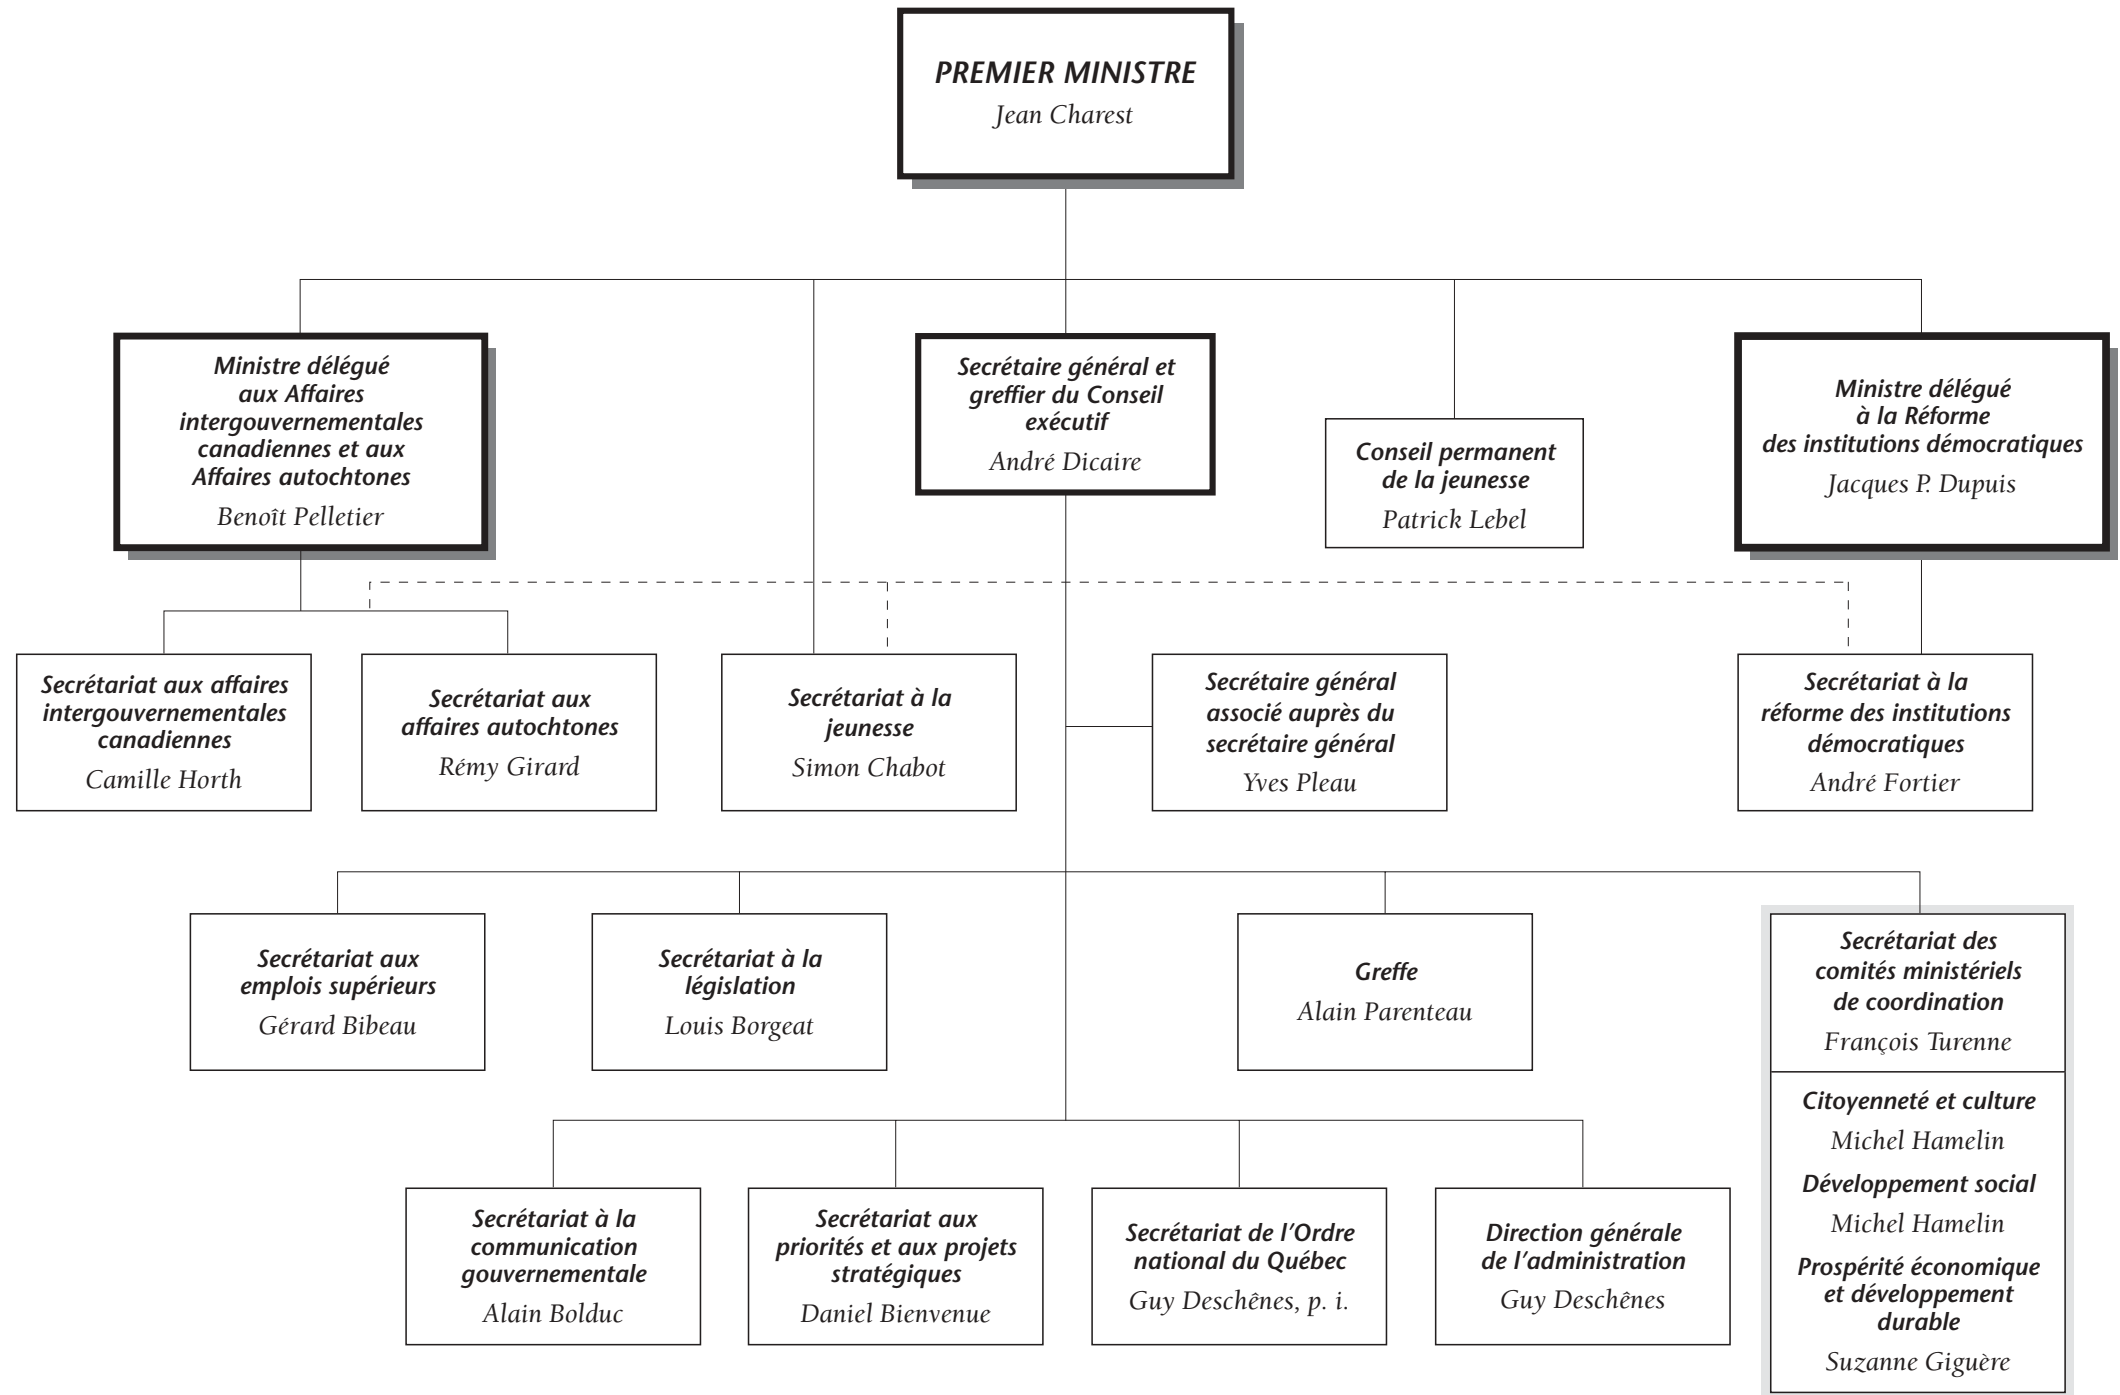 PREMIER MINISTRE
Jean Charest
Ministre délégué
aux Affaires
intergouvernementales
canadiennes et aux
Affaires autochtones
Benoît Pelletier
Secrétaire général et
greffier du Conseil
exécutif
André Dicaire
Conseil permanent
de la jeunesse
Patrick Lebel
Ministre délégué
à la Réforme
des institutions démocratiques
Jacques P. Dupuis
Secrétariat aux affaires
intergouvernementales
canadiennes
Camille Horth
Secrétariat aux
affaires autochtones
Rémy Girard
Secrétariat à la
jeunesse
Simon Chabot
Secrétaire général
associé auprès du
secrétaire général
Yves Pleau
Secrétariat à la
réforme des institutions
démocratiques
André Fortier
Secrétariat aux
emplois supérieurs
Gérard Bibeau
Secrétariat à la
législation
Louis Borgeat
Greffe
Alain Parenteau
Secrétariat des
comités ministériels
de coordination
François Turenne
Citoyenneté et culture
Michel Hamelin
Développement social
Michel Hamelin
Prospérité économique
et développement
durable
Suzanne Giguère
Secrétariat à la
communication
gouvernementale
Alain Bolduc
Secrétariat aux
priorités et aux projets
stratégiques
Daniel Bienvenue
Secrétariat de l'Ordre
national du Québec
Guy Deschênes, p. i.
Direction générale
de l'administration
Guy Deschênes